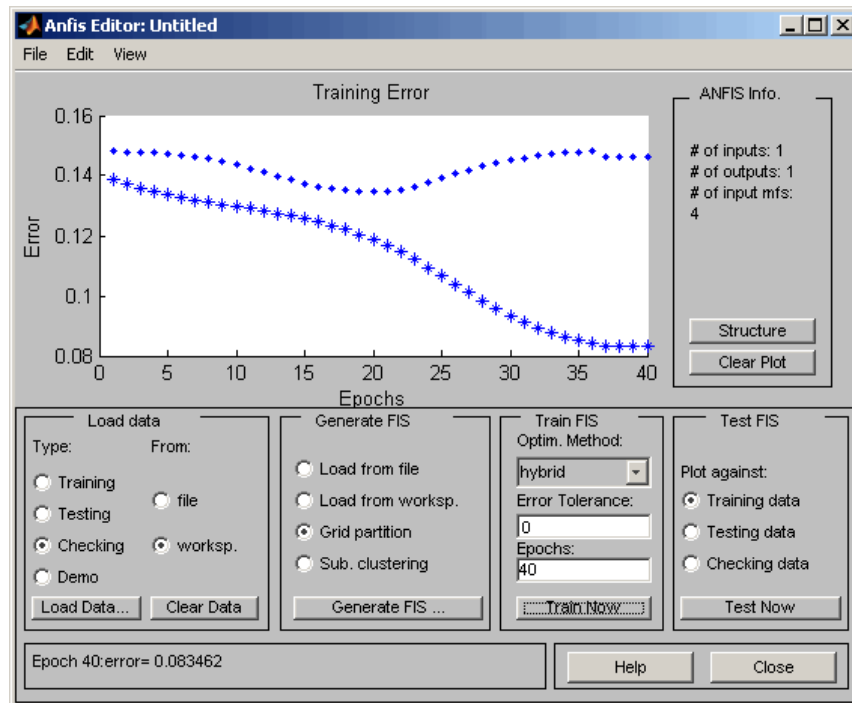 Anfis Editor: Untitled
File Edit View
Training Error
0.16
0.14
0.12
0.1
0.08
Error
0 5 10 15 20 25 30 35 40
Epochs
ANFIS Info.
# of inputs: 1
# of outputs: 1
# of input mfs:
4
Structure
Clear Plot
Load data
Type: From:
Training
Testing
Checking
Demo
file
worksp.
Load Data... Clear Data
Generate FIS
Load from file
Load from worksp.
Grid partition
Sub. clustering
Generate FIS ...
Train FIS
Optim. Method:
hybrid
Error Tolerance:
0
Epochs:
40
Train Now
Test FIS
Plot against:
Training data
Testing data
Checking data
Test Now
Epoch 40:error= 0.083462
Help Close